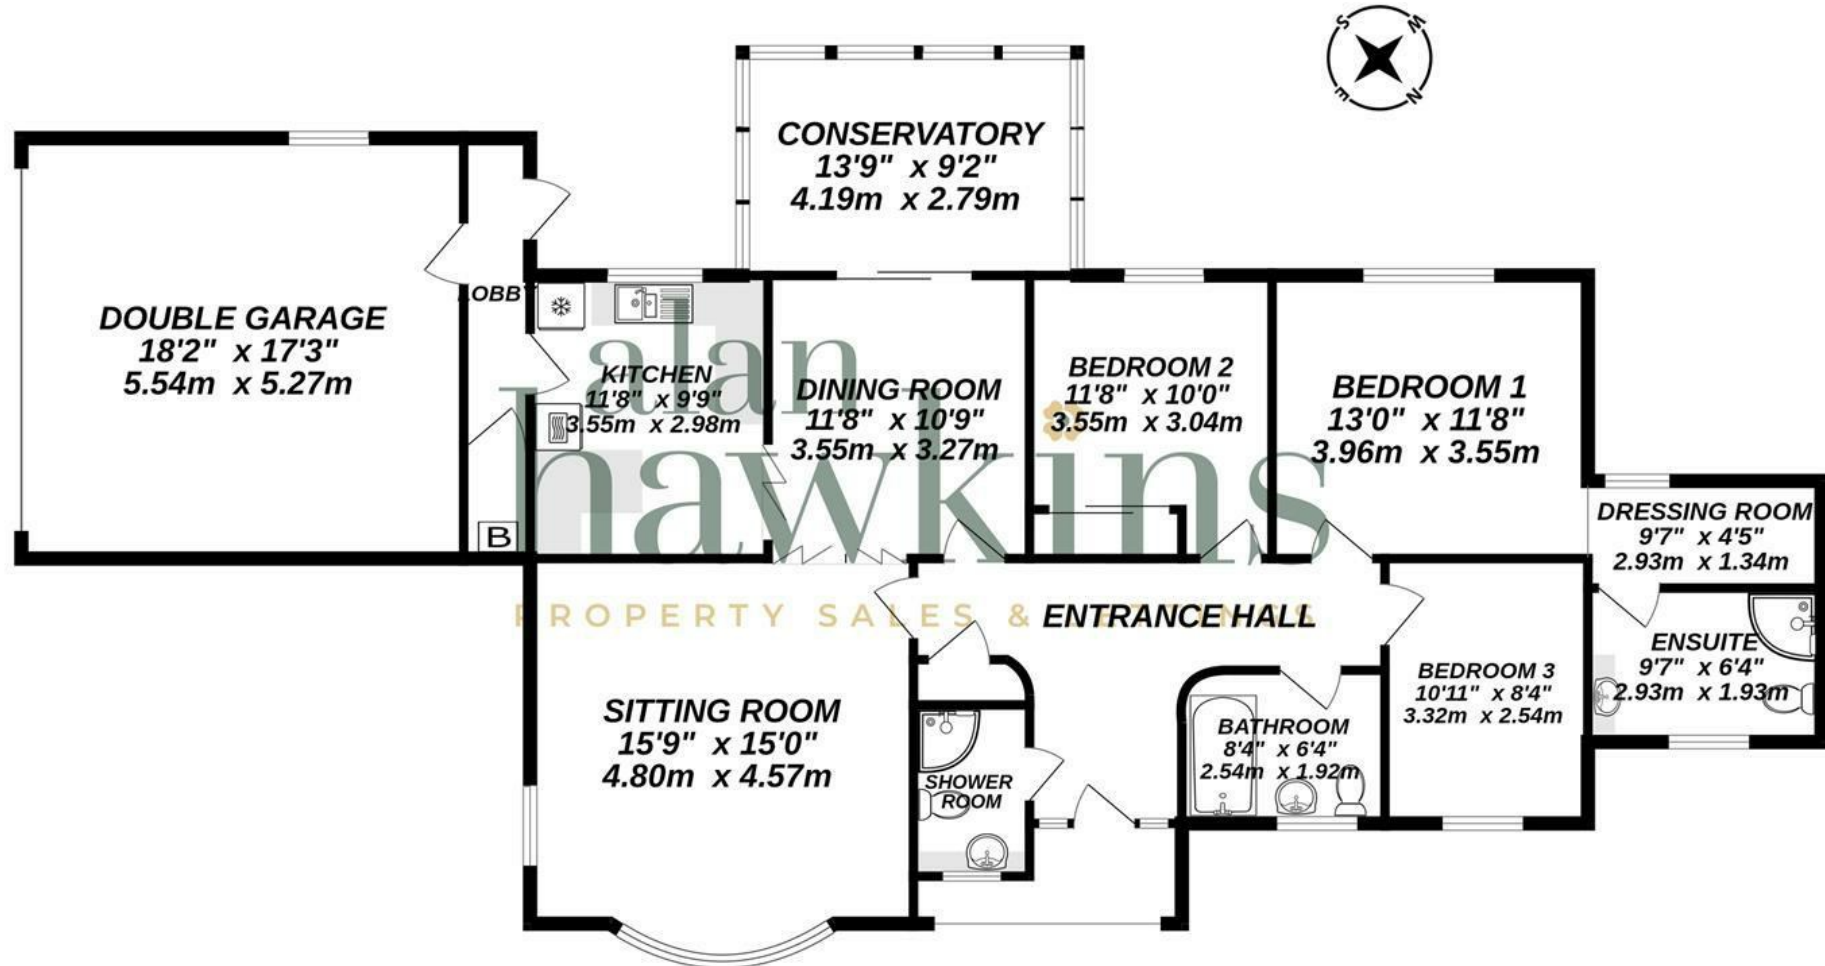 S
W
E
N
CONSERVATORY
13'9" x 9'2"
4.19m x 2.79m
DOUBLE GARAGE
18'2" x 17'3"
5.54m x 5.27m
LOBBY
KITCHEN
11'8" x 9'9"
3.55m x 2.98m
DINING ROOM
11'8" x 10'9"
3.55m x 3.27m
BEDROOM 2
11'8" x 10'0"
3.55m x 3.04m
BEDROOM 1
13'0" x 11'8"
3.96m x 3.55m
DRESSING ROOM
9'7" x 4'5"
2.93m x 1.34m
B
alan
hawkins
PROPERTY SALES & LETTINGS
ENTRANCE HALL
ENSUITE
9'7" x 6'4"
2.93m x 1.93m
BEDROOM 3
10'11" x 8'4"
3.32m x 2.54m
SITTING ROOM
15'9" x 15'0"
4.80m x 4.57m
BATHROOM
8'4" x 6'4"
2.54m x 1.92m
SHOWER
ROOM